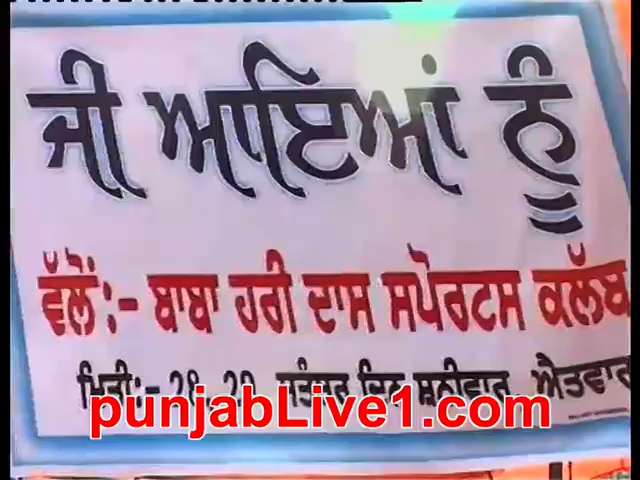 ਜੀ ਆਇਆਂ ਨੂੰ
ਵੱਲੋਂ:- ਬਾਬਾ ਹਰੀ ਦਾਸ ਸਪੋਰਟਸ ਕਲੱਬ
ਮਿਤੀ:- ਦਿਨ ਸ਼ਨੀਵਾਰ ਐਤਵਾਰ
punjabLive1.com